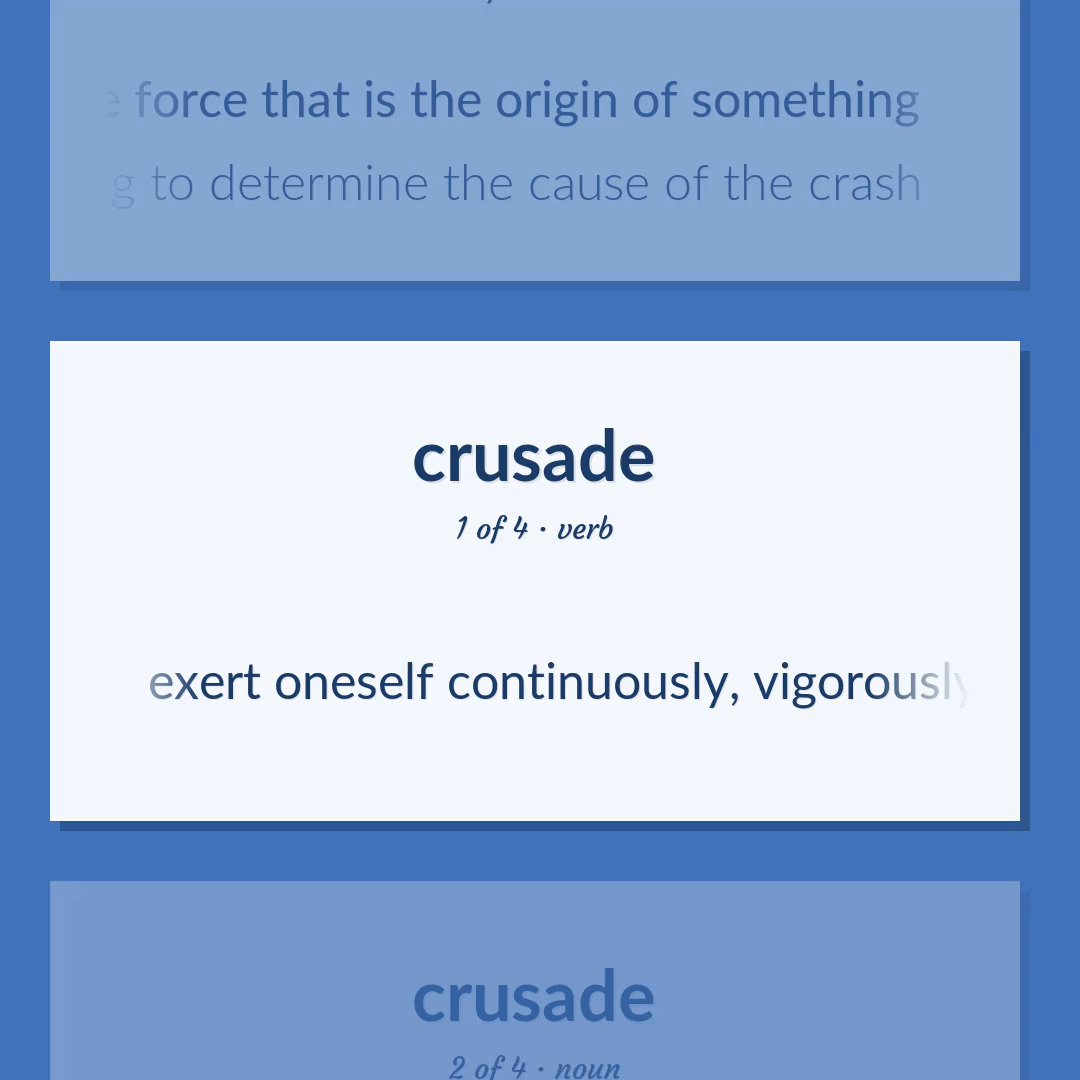 force that is the origin of something
to determine the cause of the crash
crusade
1 of 4 · verb
exert oneself continuously, vigorously
crusade
2 of 4 · noun